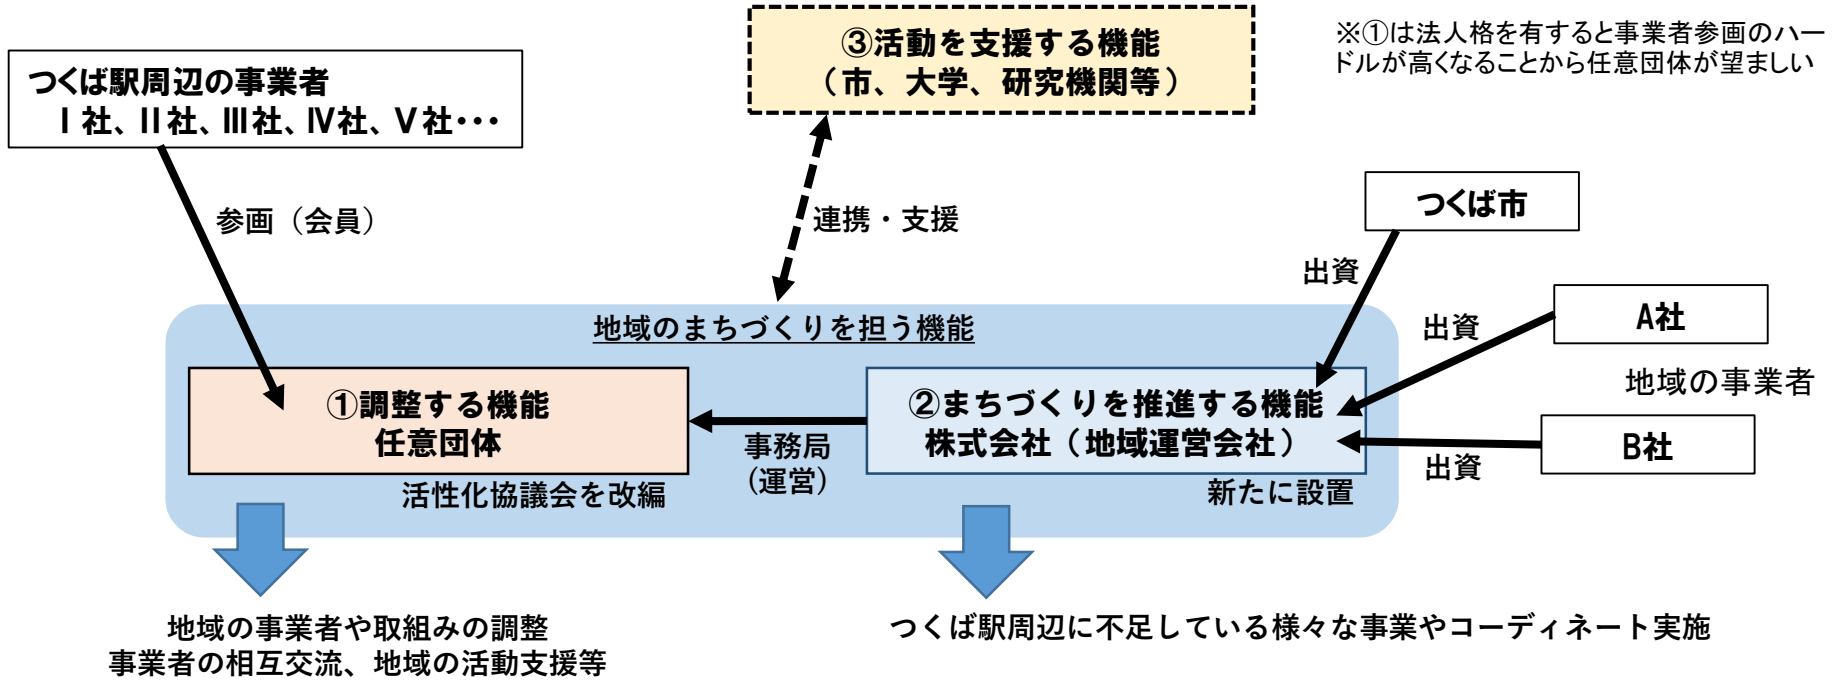 ③活動を支援する機能
（市、大学、研究機関等）
※①は法人格を有すると事業者参画のハー
ドルが高くなることから任意団体が望ましい
つくば駅周辺の事業者
Ⅰ社、Ⅱ社、Ⅲ社、Ⅳ社、Ⅴ社・・・
参画（会員）
連携・支援
つくば市
出資
A社
出資
地域の事業者
B社
出資
地域のまちづくりを担う機能
①調整する機能
任意団体
事務局
（運営）
②まちづくりを推進する機能
株式会社（地域運営会社）
活性化協議会を改編
新たに設置
地域の事業者や取組みの調整
事業者の相互交流、地域の活動支援等
つくば駅周辺に不足している様々な事業やコーディネート実施